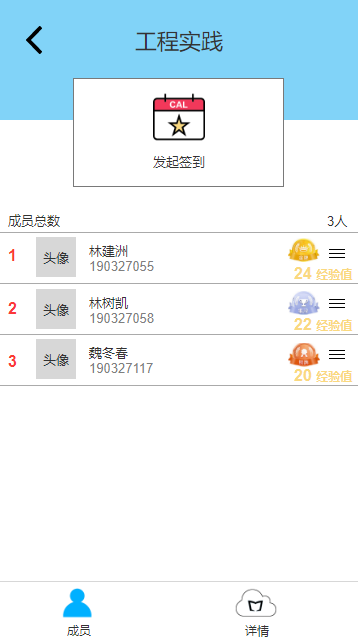 工程实践
CAL
发起签到
成员总数 3人
1 头像 林建洲
190327055
24 经验值
2 头像 林树凯
190327058
22 经验值
3 头像 魏冬春
190327117
20 经验值
成员 详情